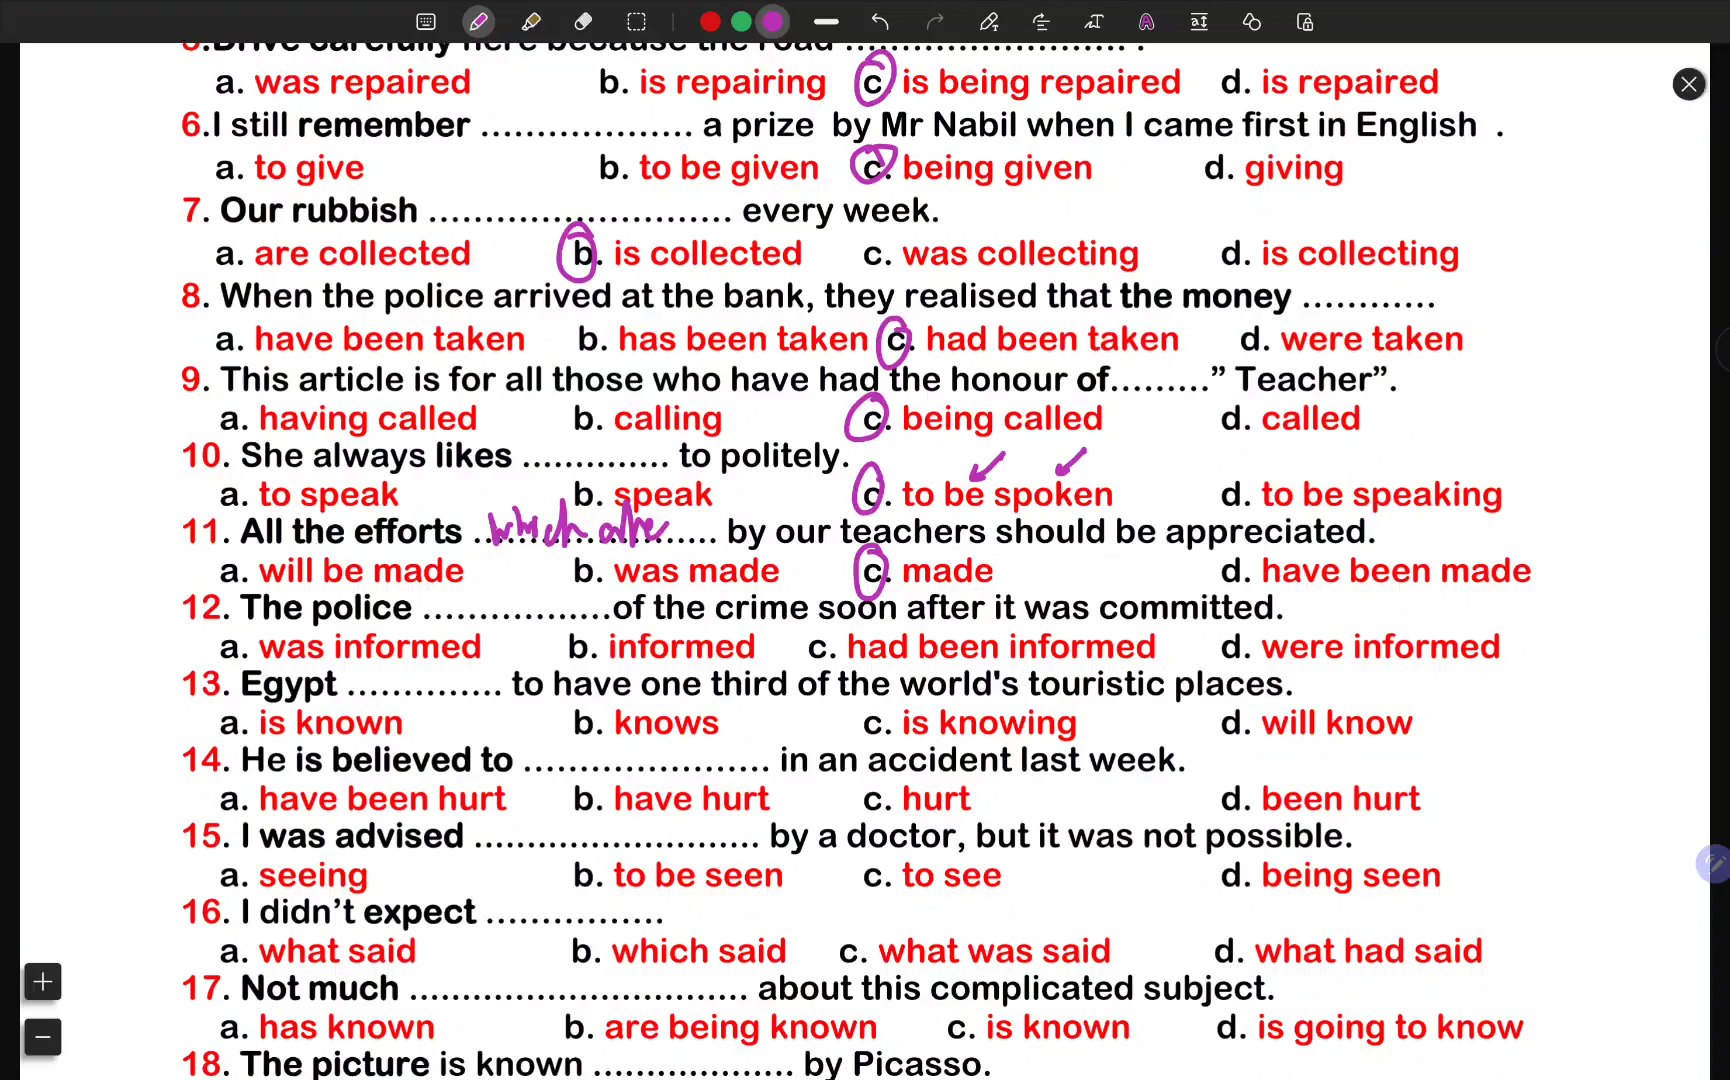 5.Drive carefully here because the road ............................ .
a. was repaired b. is repairing c. is being repaired d. is repaired
6.I still remember ................... a prize by Mr Nabil when I came first in English .
a. to give b. to be given c. being given d. giving
7. Our rubbish ........................... every week.
a. are collected b. is collected c. was collecting d. is collecting
8. When the police arrived at the bank, they realised that the money ............
a. have been taken b. has been taken c. had been taken d. were taken
9. This article is for all those who have had the honour of.........” Teacher”.
a. having called b. calling c. being called d. called
10. She always likes ............. to politely.
a. to speak b. speak c. to be spoken d. to be speaking
which are
11. All the efforts ...................... by our teachers should be appreciated.
a. will be made b. was made c. made d. have been made
12. The police .................of the crime soon after it was committed.
a. was informed b. informed c. had been informed d. were informed
13. Egypt .............. to have one third of the world's touristic places.
a. is known b. knows c. is knowing d. will know
14. He is believed to ...................... in an accident last week.
a. have been hurt b. have hurt c. hurt d. been hurt
15. I was advised .......................... by a doctor, but it was not possible.
a. seeing b. to be seen c. to see d. being seen
16. I didn’t expect ................
a. what said b. which said c. what was said d. what had said
17. Not much .............................. about this complicated subject.
a. has known b. are being known c. is known d. is going to know
18. The picture is known .................. by Picasso.